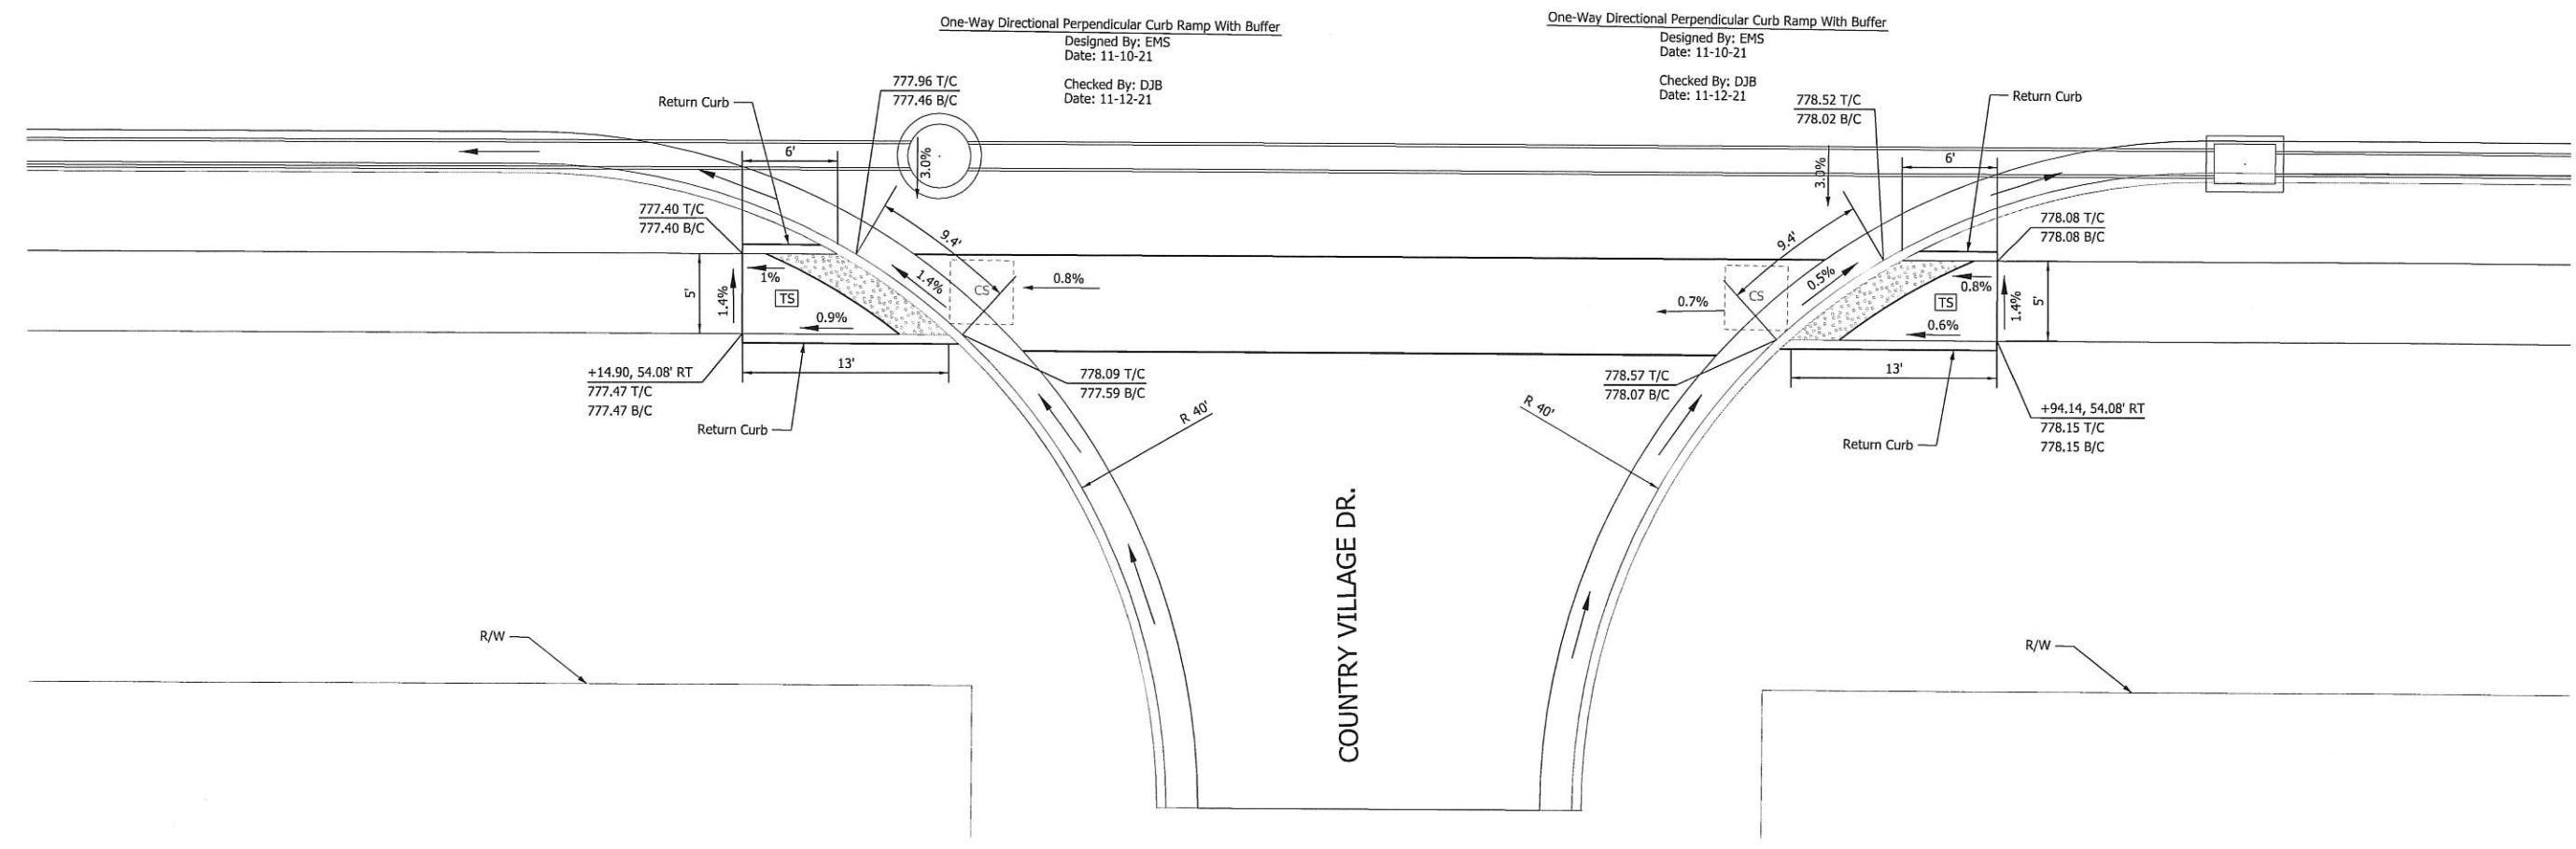 One-Way Directional Perpendicular Curb Ramp With Buffer
Designed By: EMS
Date: 11-10-21
Checked By: DJB
Date: 11-12-21
One-Way Directional Perpendicular Curb Ramp With Buffer
Designed By: EMS
Date: 11-10-21
Checked By: DJB
Date: 11-12-21
777.96 T/C
777.46 B/C
Return Curb
6'
3.0%
777.40 T/C
777.40 B/C
9.4'
1.4%
CS
0.8%
1%
TS
5'
1.4%
0.9%
13'
+14.90, 54.08' RT
777.47 T/C
777.47 B/C
Return Curb
778.09 T/C
777.59 B/C
R 40'
778.52 T/C
778.02 B/C
Return Curb
6'
3.0%
778.08 T/C
778.08 B/C
9.4'
0.5%
CS
0.7%
0.8%
TS
1.4%
5'
0.6%
13'
778.57 T/C
778.07 B/C
R 40'
+94.14, 54.08' RT
778.15 T/C
778.15 B/C
Return Curb
COUNTRY VILLAGE DR.
R/W
R/W